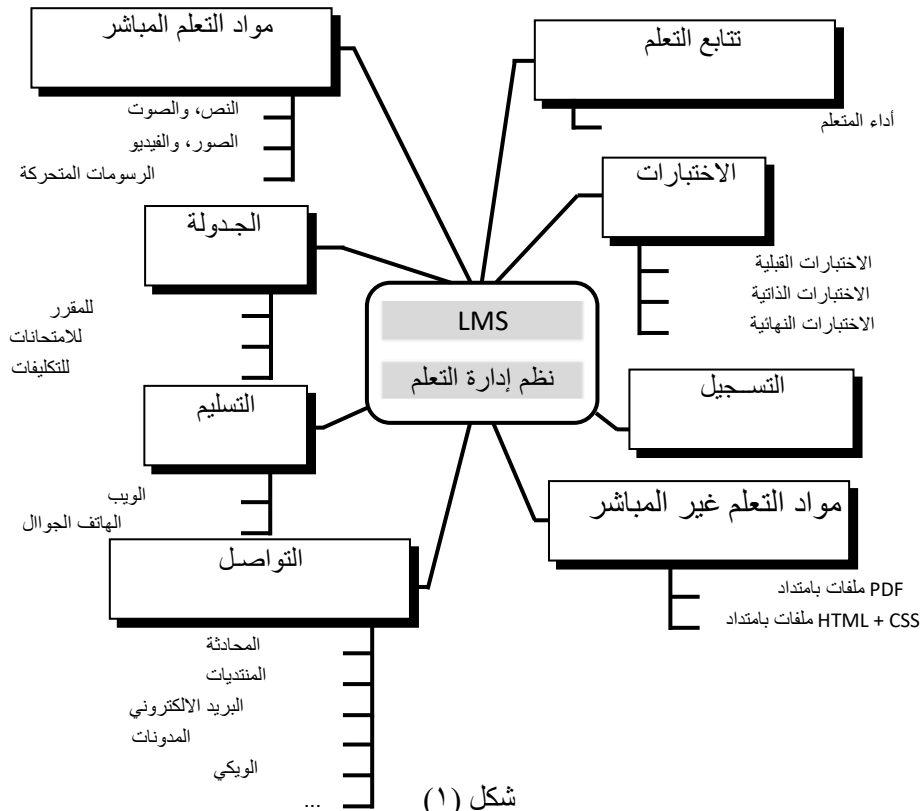 تتابع التعلم
أداء المتعلم
مواد التعلم المباشر
النص، والصوت
الصور، والفيديو
الرسومات المتحركة
الاختبارات
الاختبارات القبلية
الاختبارات الذاتية
الاختبارات النهائية
الجدولة
للمقرر
للامتحانات
للتكليفات
LMS
نظم إدارة التعلم
التســجيل
التسليم
الويب
الهاتف الجواال
مواد التعلم غير المباشر
ملفات بامتداد PDF
ملفات بامتداد HTML + CSS
التواصل
المحادثة
المنتديات
البريد الالكتروني
المدونات
الويكي
...
شكل (١)